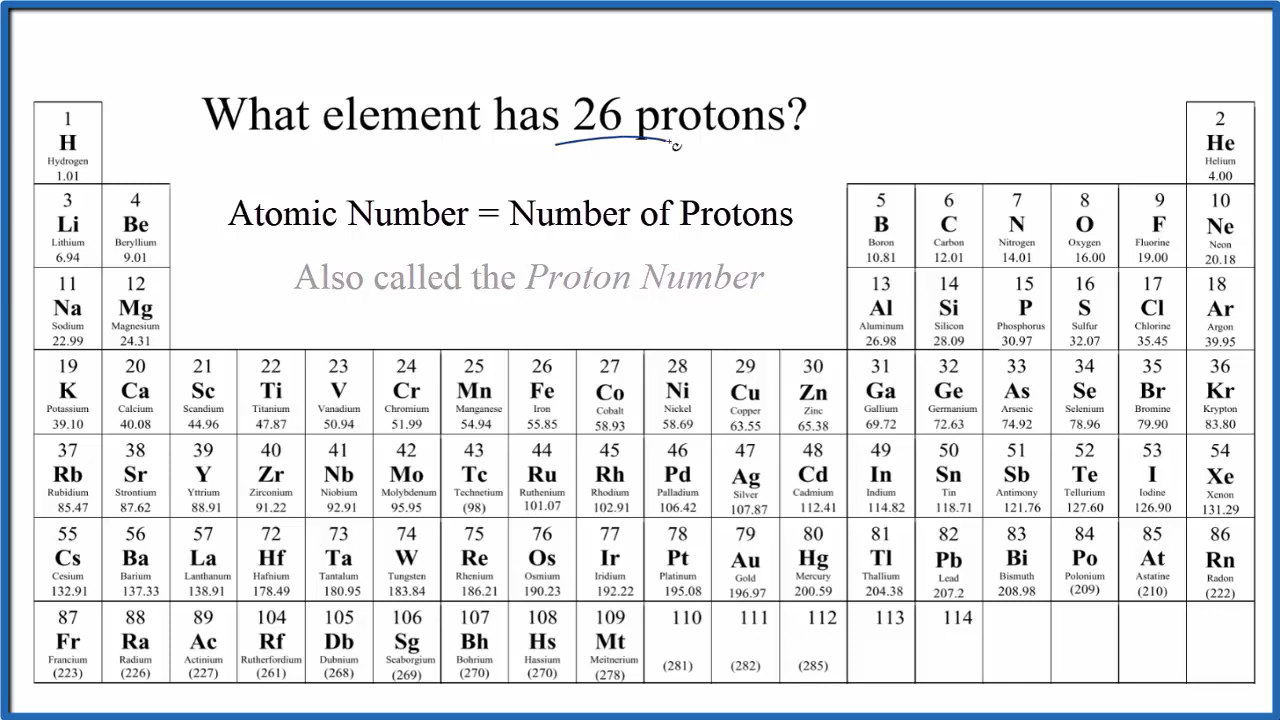 What element has 26 protons?
Atomic Number = Number of Protons
Also called the Proton Number
1 2
H He
Hydrogen Helium
1.01 4.00
3 4 5 6 7 8 9 10
Li Be B C N O F Ne
Lithium Beryllium Boron Carbon Nitrogen Oxygen Fluorine Neon
6.94 9.01 10.81 12.01 14.01 16.00 19.00 20.18
11 12 13 14 15 16 17 18
Na Mg Al Si P S Cl Ar
Sodium Magnesium Aluminum Silicon Phosphorus Sulfur Chlorine Argon
22.99 24.31 26.98 28.09 30.97 32.07 35.45 39.95
19 20 21 22 23 24 25 26 27 28 29 30 31 32 33 34 35 36
K Ca Sc Ti V Cr Mn Fe Co Ni Cu Zn Ga Ge As Se Br Kr
Potassium Calcium Scandium Titanium Vanadium Chromium Manganese Iron Cobalt Nickel Copper Zinc Gallium Germanium Arsenic Selenium Bromine Krypton
39.10 40.08 44.96 47.87 50.94 51.99 54.94 55.85 58.93 58.69 63.55 65.38 69.72 72.63 74.92 78.96 79.90 83.80
37 38 39 40 41 42 43 44 45 46 47 48 49 50 51 52 53 54
Rb Sr Y Zr Nb Mo Tc Ru Rh Pd Ag Cd In Sn Sb Te I Xe
Rubidium Strontium Yttrium Zirconium Niobium Molybdenum Technetium Ruthenium Rhodium Palladium Silver Cadmium Indium Tin Antimony Tellurium Iodine Xenon
85.47 87.62 88.91 91.22 92.91 95.95 (98) 101.07 102.91 106.42 107.87 112.41 114.82 118.71 121.76 127.60 126.90 131.29
55 56 57 72 73 74 75 76 77 78 79 80 81 82 83 84 85 86
Cs Ba La Hf Ta W Re Os Ir Pt Au Hg Tl Pb Bi Po At Rn
Cesium Barium Lanthanum Hafnium Tantalum Tungsten Rhenium Osmium Iridium Platinum Gold Mercury Thallium Lead Bismuth Polonium Astatine Radon
132.91 137.33 138.91 178.49 180.95 183.84 186.21 190.23 192.22 195.08 196.97 200.59 204.38 207.2 208.98 (209) (210) (222)
87 88 89 104 105 106 107 108 109 110 111 112 113 114
Fr Ra Ac Rf Db Sg Bh Hs Mt
Francium Radium Actinium Rutherfordium Dubnium Seaborgium Bohrium Hassium Meitnerium
(223) (226) (227) (261) (268) (269) (270) (270) (278) (281) (282) (285)